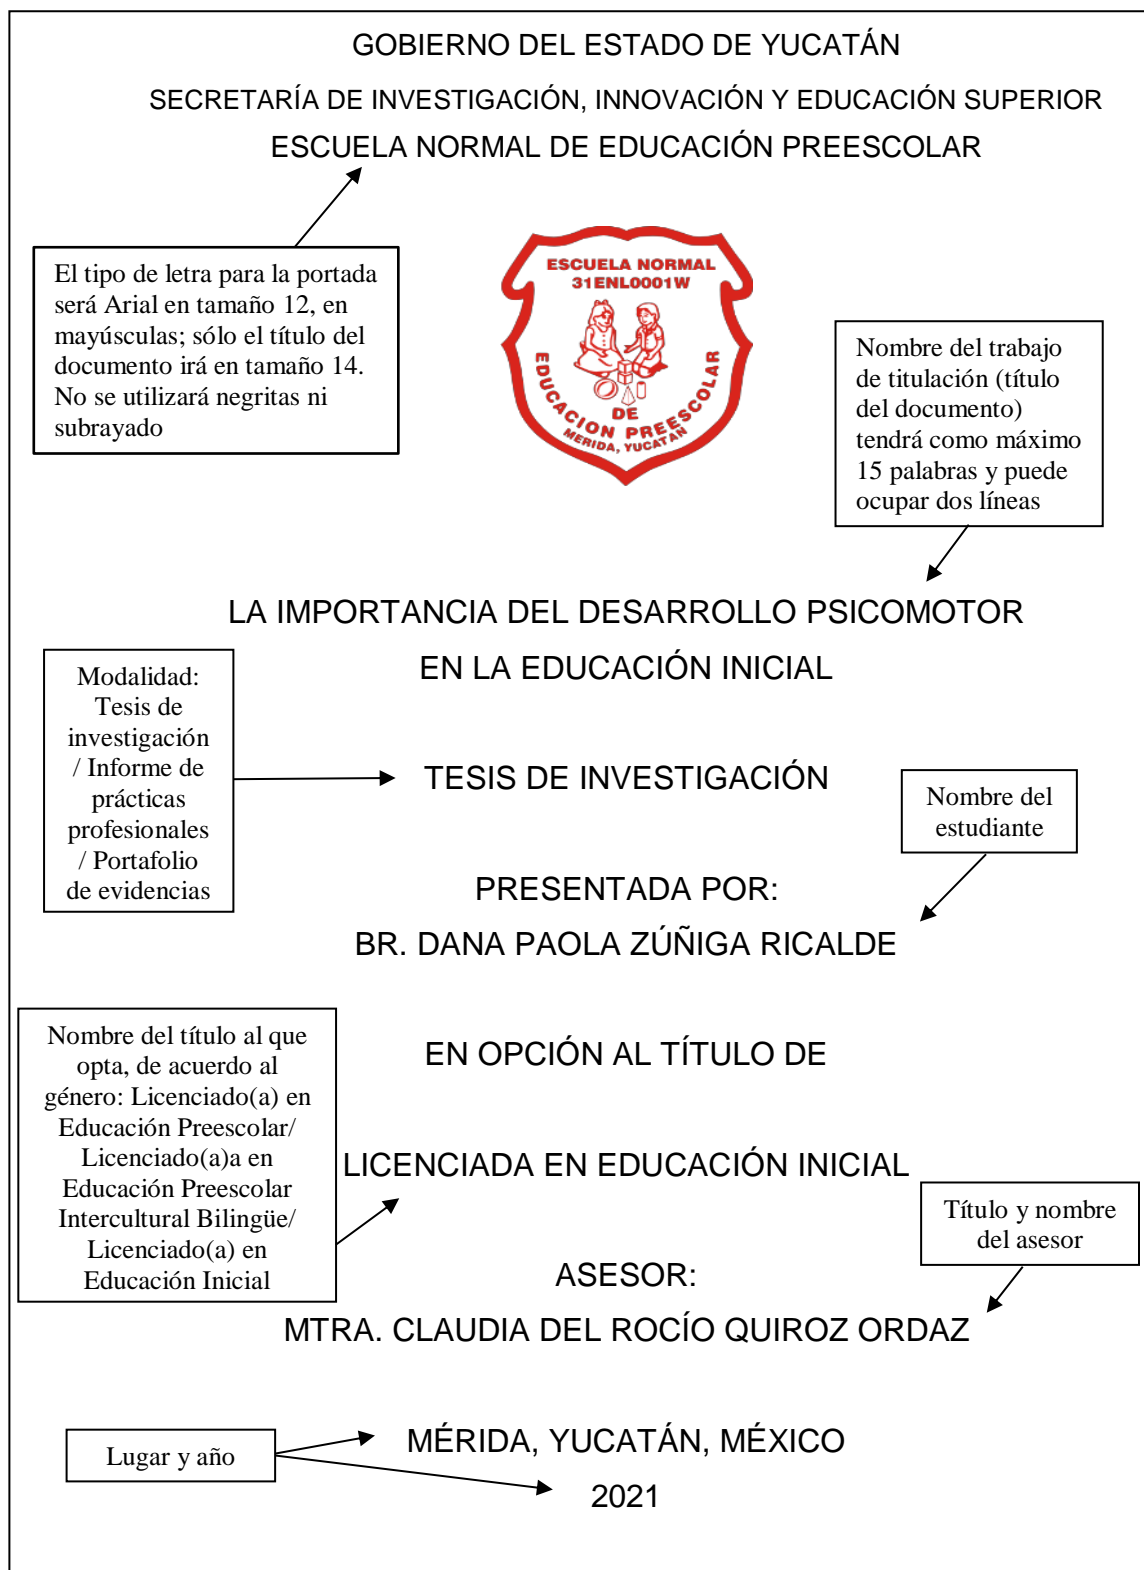 GOBIERNO DEL ESTADO DE YUCATÁN
SECRETARÍA DE INVESTIGACIÓN, INNOVACIÓN Y EDUCACIÓN SUPERIOR
ESCUELA NORMAL DE EDUCACIÓN PREESCOLAR
El tipo de letra para la portada
será Arial en tamaño 12, en
mayúsculas; sólo el título del
documento irá en tamaño 14.
No se utilizará negritas ni
subrayado
ESCUELA NORMAL
31ENL0001W
DE
EDUCACION PREESCOLAR
MERIDA, YUCATAN
Nombre del trabajo
de titulación (título
del documento)
tendrá como máximo
15 palabras y puede
ocupar dos líneas
LA IMPORTANCIA DEL DESARROLLO PSICOMOTOR
EN LA EDUCACIÓN INICIAL
Modalidad:
Tesis de
investigación
/ Informe de
prácticas
profesionales
/ Portafolio
de evidencias
TESIS DE INVESTIGACIÓN
Nombre del
estudiante
PRESENTADA POR:
BR. DANA PAOLA ZÚÑIGA RICALDE
Nombre del título al que
opta, de acuerdo al
género: Licenciado(a) en
Educación Preescolar/
Licenciado(a)a en
Educación Preescolar
Intercultural Bilingüe/
Licenciado(a) en
Educación Inicial
EN OPCIÓN AL TÍTULO DE
LICENCIADA EN EDUCACIÓN INICIAL
Título y nombre
del asesor
ASESOR:
MTRA. CLAUDIA DEL ROCÍO QUIROZ ORDAZ
Lugar y año
MÉRIDA, YUCATÁN, MÉXICO
2021